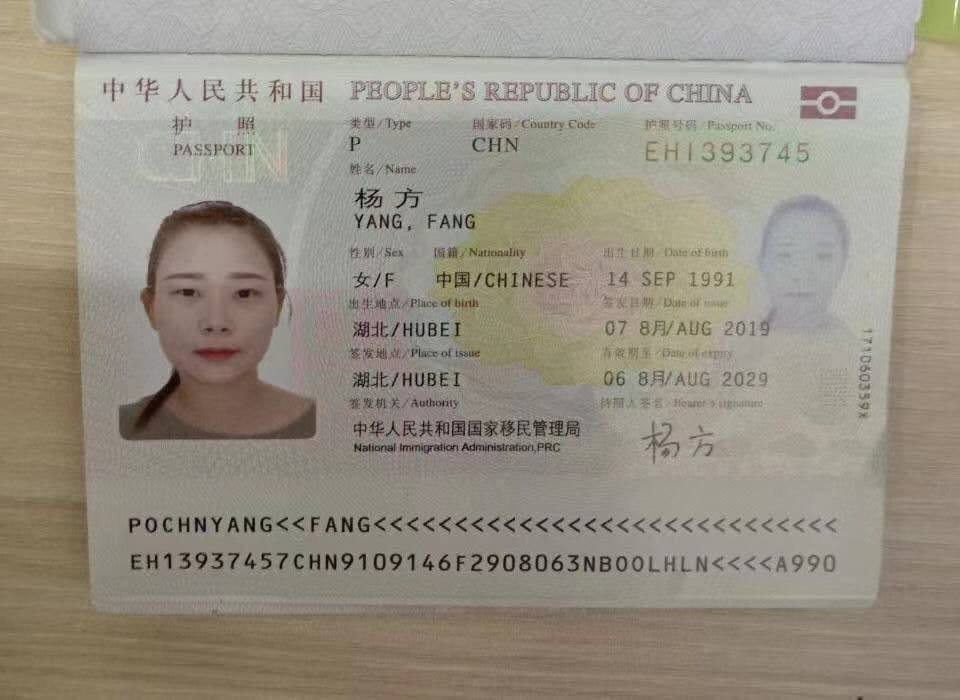 中华人民共和国 PEOPLE'S REPUBLIC OF CHINA
护照
PASSPORT
类型/Type 国家码/Country Code 护照号码/Passport No.
P CHN EH1393745
姓名/Name
杨方
YANG, FANG
性别/Sex 国籍/Nationality 出生日期/Date of birth
女/F 中国/CHINESE 14 SEP 1991
出生地点/Place of birth 签发日期/Date of issue
湖北/HUBEI 07 8月/AUG 2019
签发地点/Place of issue 有效期至/Date of expiry
湖北/HUBEI 06 8月/AUG 2029
签发机关/Authority 持照人签名/Bearer's signature
中华人民共和国国家移民管理局 杨方
National Immigration Administration,PRC
171060359X
POCHNYANG<<FANG<<<<<<<<<<<<<<<<<<<<<<<<<<<<<
EH13937457CHN9109146F2908063NBOOLHLN<<<<A990